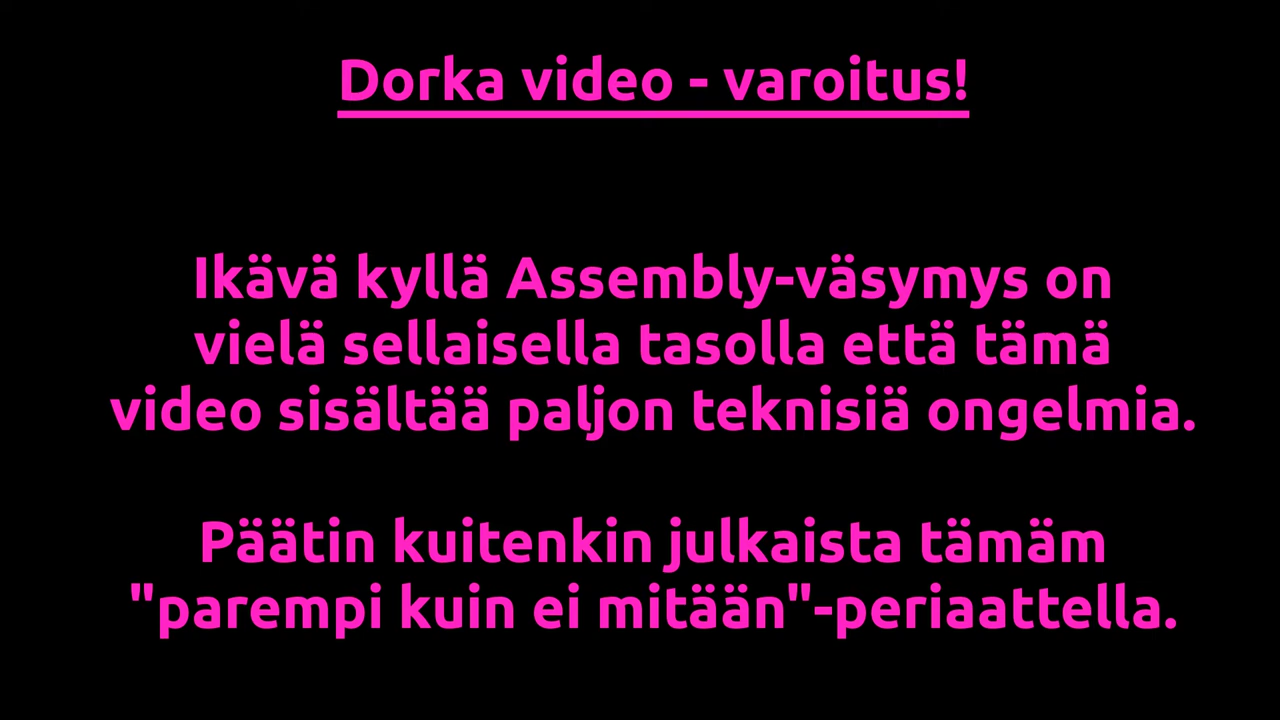 Dorka video - varoitus!
Ikävä kyllä Assembly-väsymys on
vielä sellaisella tasolla että tämä
video sisältää paljon teknisiä ongelmia.
Päätin kuitenkin julkaista tämäm
"parempi kuin ei mitään"-periaattella.